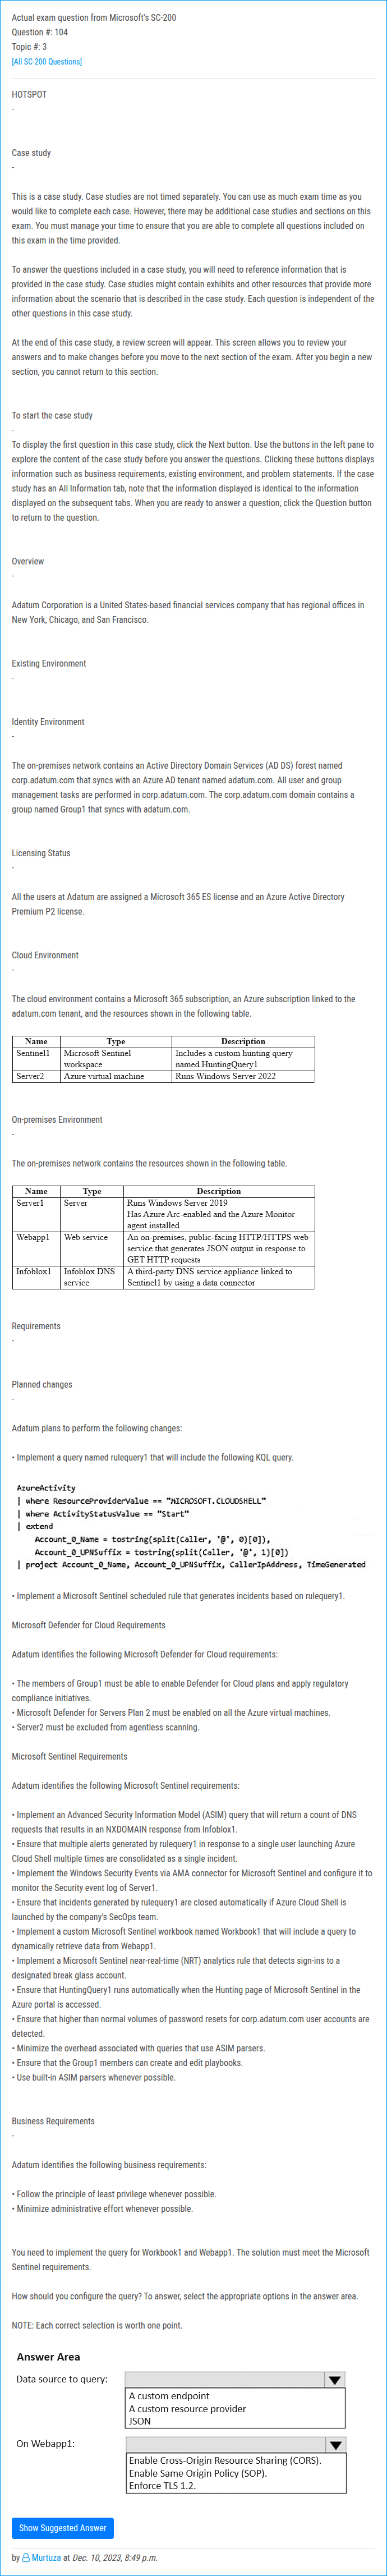 Actual exam question from Microsoft's SC-200
Question #: 104
Topic #: 3
[All SC-200 Questions]
HOTSPOT
-
Case study
-
This is a case study. Case studies are not timed separately. You can use as much exam time as you
would like to complete each case. However, there may be additional case studies and sections on this
exam. You must manage your time to ensure that you are able to complete all questions included on
this exam in the time provided.
To answer the questions included in a case study, you will need to reference information that is
provided in the case study. Case studies might contain exhibits and other resources that provide more
information about the scenario that is described in the case study. Each question is independent of the
other questions in this case study.
At the end of this case study, a review screen will appear. This screen allows you to review your
answers and to make changes before you move to the next section of the exam. After you begin a new
section, you cannot return to this section.
To start the case study
-
To display the first question in this case study, click the Next button. Use the buttons in the left pane to
explore the content of the case study before you answer the questions. Clicking these buttons displays
information such as business requirements, existing environment, and problem statements. If the case
study has an All Information tab, note that the information displayed is identical to the information
displayed on the subsequent tabs. When you are ready to answer a question, click the Question button
to return to the question.
Overview
-
Adatum Corporation is a United States-based financial services company that has regional offices in
New York, Chicago, and San Francisco.
Existing Environment
-
Identity Environment
-
The on-premises network contains an Active Directory Domain Services (AD DS) forest named
corp.adatum.com that syncs with an Azure AD tenant named adatum.com. All user and group
management tasks are performed in corp.adatum.com. The corp.adatum.com domain contains a
group named Group1 that syncs with adatum.com.
Licensing Status
-
All the users at Adatum are assigned a Microsoft 365 ES license and an Azure Active Directory
Premium P2 license.
Cloud Environment
-
The cloud environment contains a Microsoft 365 subscription, an Azure subscription linked to the
adatum.com tenant, and the resources shown in the following table.
Name Type Description
Sentinel1 Microsoft Sentinel Includes a custom hunting query
workspace named HuntingQuery1
Server2 Azure virtual machine Runs Windows Server 2022
On-premises Environment
-
The on-premises network contains the resources shown in the following table.
Name Type Description
Server1 Server Runs Windows Server 2019
Has Azure Arc-enabled and the Azure Monitor
agent installed
Webapp1 Web service An on-premises, public-facing HTTP/HTTPS web
service that generates JSON output in response to
GET HTTP requests
Infoblox1 Infoblox DNS A third-party DNS service appliance linked to
service Sentinel1 by using a data connector
Requirements
-
Planned changes
-
Adatum plans to perform the following changes:
• Implement a query named rulequery1 that will include the following KQL query.
AzureActivity
| where ResourceProviderValue == "MICROSOFT.CLOUDSHELL"
| where ActivityStatusValue == "Start"
| extend
Account_0_Name = tostring(split(Caller, '@', 0)[0]),
Account_0_UPNSuffix = tostring(split(Caller, '@', 1)[0])
| project Account_0_Name, Account_0_UPNSuffix, CallerIpAddress, TimeGenerated
• Implement a Microsoft Sentinel scheduled rule that generates incidents based on rulequery1.
Microsoft Defender for Cloud Requirements
Adatum identifies the following Microsoft Defender for Cloud requirements:
• The members of Group1 must be able to enable Defender for Cloud plans and apply regulatory
compliance initiatives.
• Microsoft Defender for Servers Plan 2 must be enabled on all the Azure virtual machines.
• Server2 must be excluded from agentless scanning.
Microsoft Sentinel Requirements
Adatum identifies the following Microsoft Sentinel requirements:
• Implement an Advanced Security Information Model (ASIM) query that will return a count of DNS
requests that results in an NXDOMAIN response from Infoblox1.
• Ensure that multiple alerts generated by rulequery1 in response to a single user launching Azure
Cloud Shell multiple times are consolidated as a single incident.
• Implement the Windows Security Events via AMA connector for Microsoft Sentinel and configure it to
monitor the Security event log of Server1.
• Ensure that incidents generated by rulequery1 are closed automatically if Azure Cloud Shell is
launched by the company's SecOps team.
• Implement a custom Microsoft Sentinel workbook named Workbook1 that will include a query to
dynamically retrieve data from Webapp1.
• Implement a Microsoft Sentinel near-real-time (NRT) analytics rule that detects sign-ins to a
designated break glass account.
• Ensure that HuntingQuery1 runs automatically when the Hunting page of Microsoft Sentinel in the
Azure portal is accessed.
• Ensure that higher than normal volumes of password resets for corp.adatum.com user accounts are
detected.
• Minimize the overhead associated with queries that use ASIM parsers.
• Ensure that the Group1 members can create and edit playbooks.
• Use built-in ASIM parsers whenever possible.
Business Requirements
-
Adatum identifies the following business requirements:
• Follow the principle of least privilege whenever possible.
• Minimize administrative effort whenever possible.
You need to implement the query for Workbook1 and Webapp1. The solution must meet the Microsoft
Sentinel requirements.
How should you configure the query? To answer, select the appropriate options in the answer area.
NOTE: Each correct selection is worth one point.
Answer Area
Data source to query:
A custom endpoint
A custom resource provider
JSON
On Webapp1:
Enable Cross-Origin Resource Sharing (CORS).
Enable Same Origin Policy (SOP).
Enforce TLS 1.2.
Show Suggested Answer
by Murtuza at Dec. 10, 2023, 8:49 p.m.